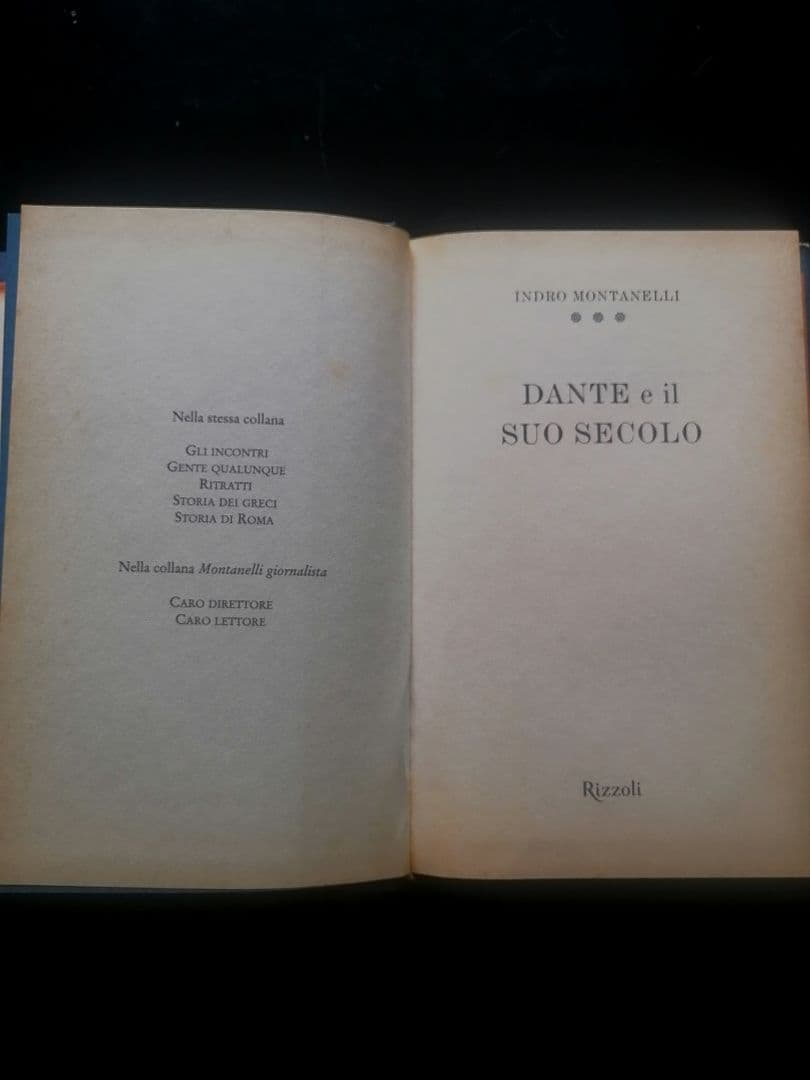 Nella stessa collana
GLI INCONTRI
GENTE QUALUNQUE
RITRATTI
STORIA DEI GRECI
STORIA DI ROMA
Nella collana Montanelli giornalista
CARO DIRETTORE
CARO LETTORE
INDRO MONTANELLI
DANTE e il
SUO SECOLO
Rizzoli